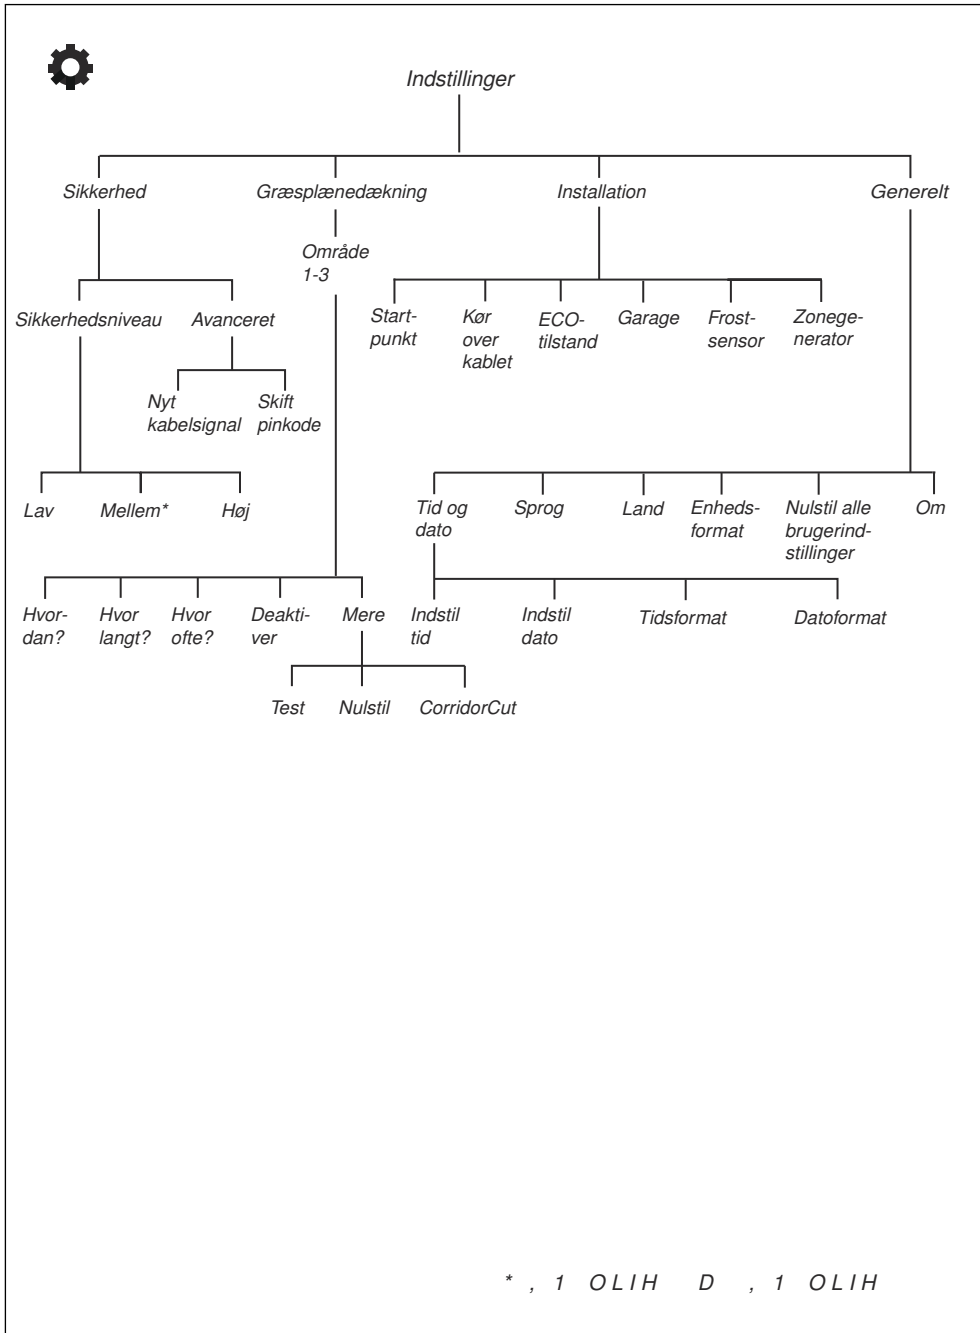 Indstillinger
Sikkerhed
Græsplænedækning
Installation
Generelt
Område
1-3
Sikkerhedsniveau
Avanceret
Start-
punkt
Kør
over
kablet
ECO-
tilstand
Garage
Frost-
sensor
Zonege-
nerator
Nyt
kabelsignal
Skift
pinkode
Lav
Mellem*
Høj
Tid og
dato
Sprog
Land
Enheds-
format
Nulstil alle
brugerind-
stillinger
Om
Hvor-
dan?
Hvor
langt?
Hvor
ofte?
Deakti-
ver
Mere
Indstil
tid
Indstil
dato
Tidsformat
Datoformat
Test
Nulstil
CorridorCut
* , 1 OLIH D , 1 OLIH